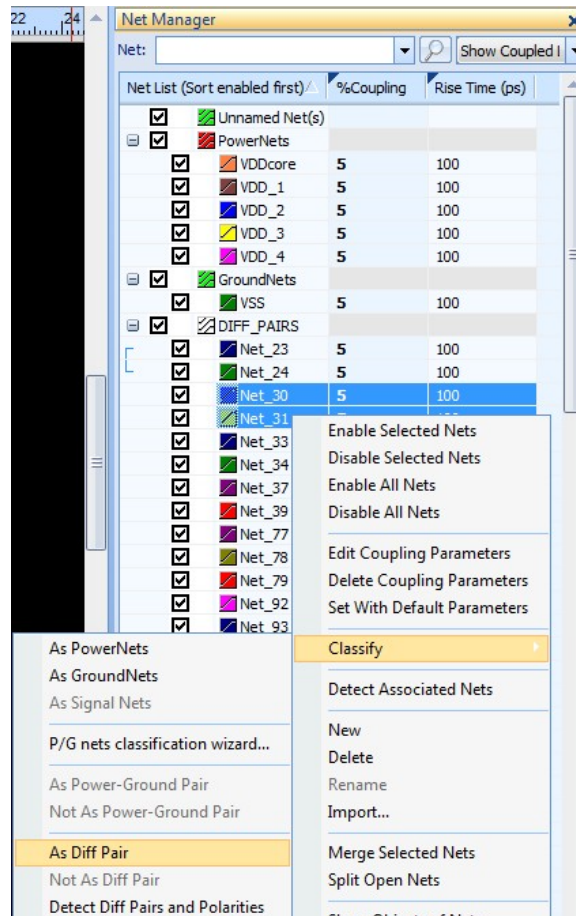 22 24
Net Manager
Net: Show Coupled I
Net List (Sort enabled first) %Coupling Rise Time (ps)
Unnamed Net(s)
PowerNets
VDDcore 5 100
VDD_1 5 100
VDD_2 5 100
VDD_3 5 100
VDD_4 5 100
GroundNets
VSS 5 100
DIFF_PAIRS
Net_23 5 100
Net_24 5 100
Net_30 5 100
Net_31
Net_33
Net_34
Net_37
Net_39
Net_77
Net_78
Net_79
Net_92
Net_93
Enable Selected Nets
Disable Selected Nets
Enable All Nets
Disable All Nets
Edit Coupling Parameters
Delete Coupling Parameters
Set With Default Parameters
Classify
Detect Associated Nets
New
Delete
Rename
Import...
Merge Selected Nets
Split Open Nets
As PowerNets
As GroundNets
As Signal Nets
P/G nets classification wizard...
As Power-Ground Pair
Not As Power-Ground Pair
As Diff Pair
Not As Diff Pair
Detect Diff Pairs and Polarities